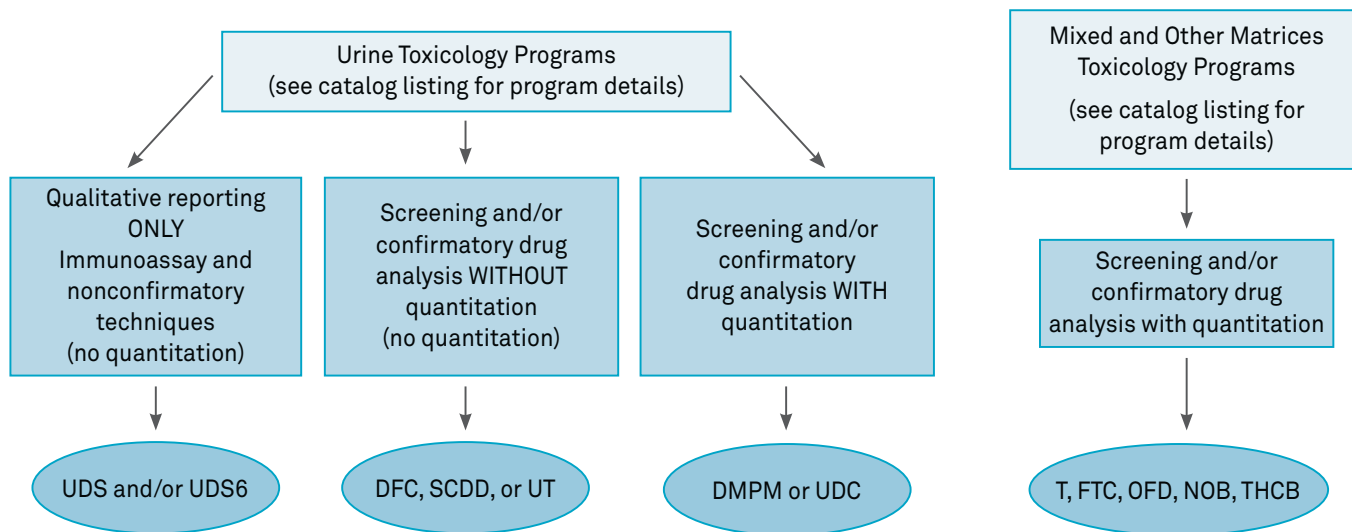 Urine Toxicology Programs
(see catalog listing for program details)
Mixed and Other Matrices
Toxicology Programs
(see catalog listing for
program details)
Qualitative reporting
ONLY
Immunoassay and
nonconfirmatory
techniques
(no quantitation)
Screening and/or
confirmatory drug
analysis WITHOUT
quantitation
(no quantitation)
Screening and/or
confirmatory
drug analysis WITH
quantitation
Screening and/or
confirmatory drug
analysis with quantitation
UDS and/or UDS6
DFC, SCDD, or UT
DMPM or UDC
T, FTC, OFD, NOB, THCB